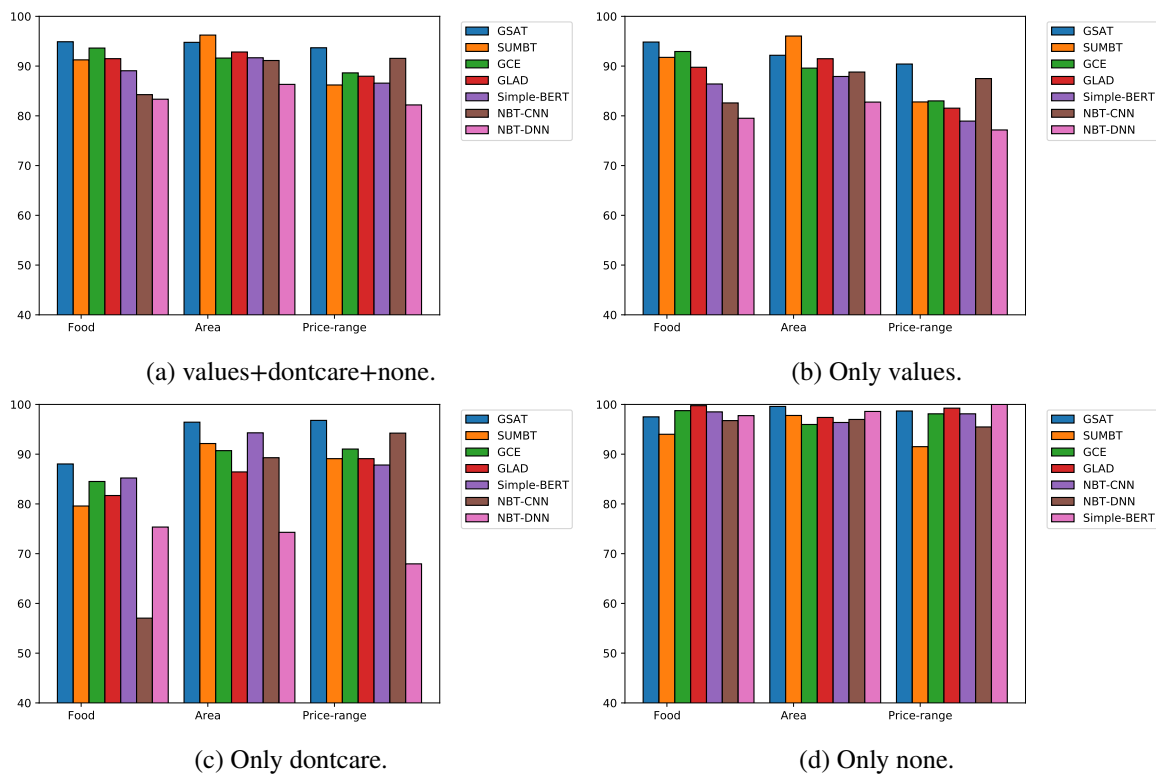 100
90
80
70
60
50
40
Food
Area
Price-range
GSAT
SUMBT
GCE
GLAD
Simple-BERT
NBT-CNN
NBT-DNN
(a) values+dontcare+none.
100
90
80
70
60
50
40
Food
Area
Price-range
GSAT
SUMBT
GCE
GLAD
Simple-BERT
NBT-CNN
NBT-DNN
(b) Only values.
100
90
80
70
60
50
40
Food
Area
Price-range
GSAT
SUMBT
GCE
GLAD
Simple-BERT
NBT-CNN
NBT-DNN
(c) Only dontcare.
100
90
80
70
60
50
40
Food
Area
Price-range
GSAT
SUMBT
GCE
GLAD
NBT-CNN
NBT-DNN
Simple-BERT
(d) Only none.